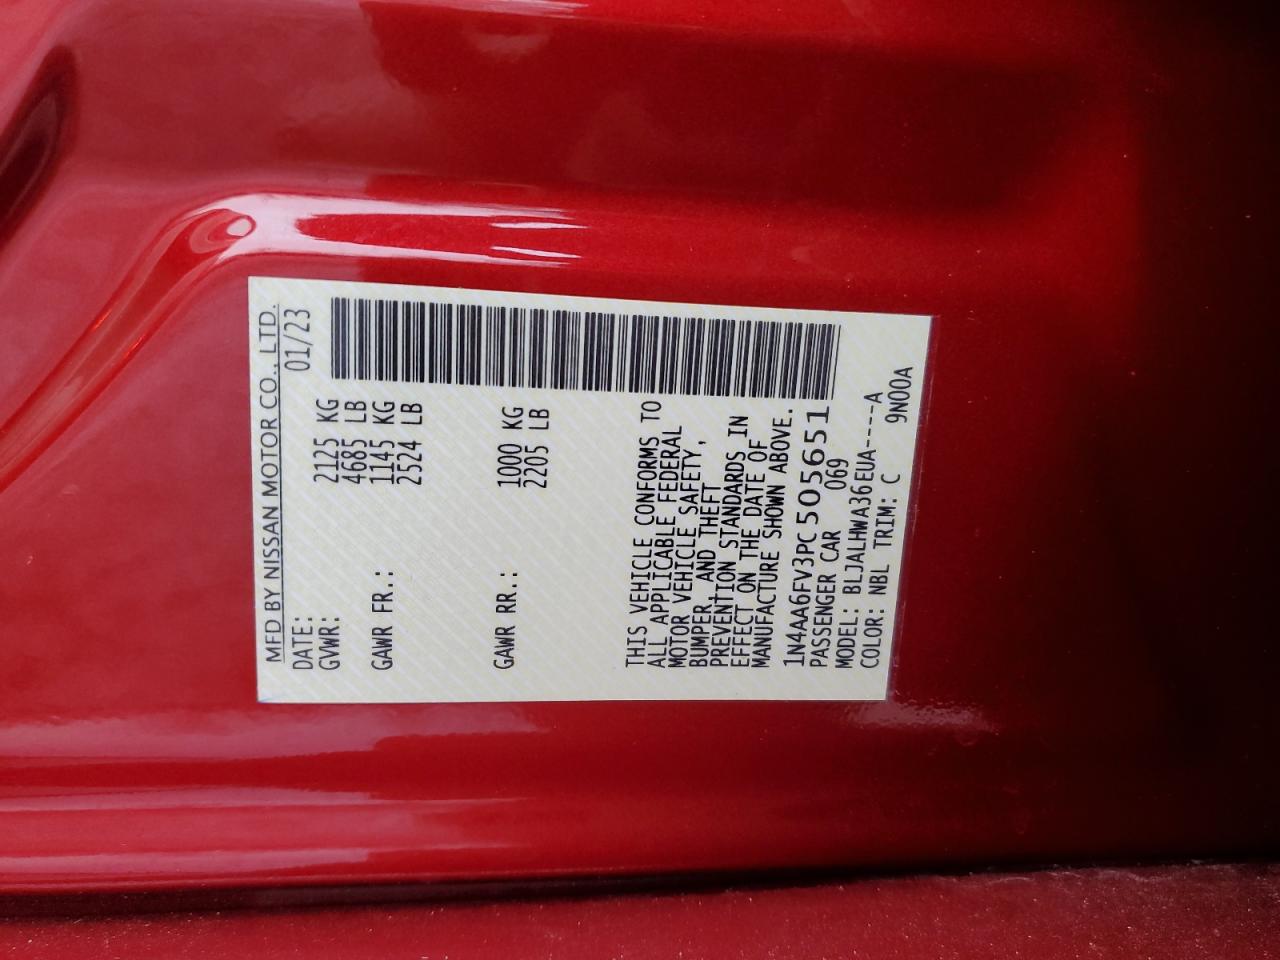 MFD BY NISSAN MOTOR CO., LTD.
DATE: 01/23
GVWR: 2125 KG
4685 LB
GAWR FR.: 1145 KG
2524 LB
GAWR RR.: 1000 KG
2205 LB
THIS VEHICLE CONFORMS TO
ALL APPLICABLE FEDERAL
MOTOR VEHICLE SAFETY,
BUMPER, AND THEFT
PREVENTION STANDARDS IN
EFFECT ON THE DATE OF
MANUFACTURE SHOWN ABOVE.
1N4AA6FV3PC505651
PASSENGER CAR 069
MODEL: BLJALHWA36EUA----A
COLOR: NBL TRIM: C 9N00A